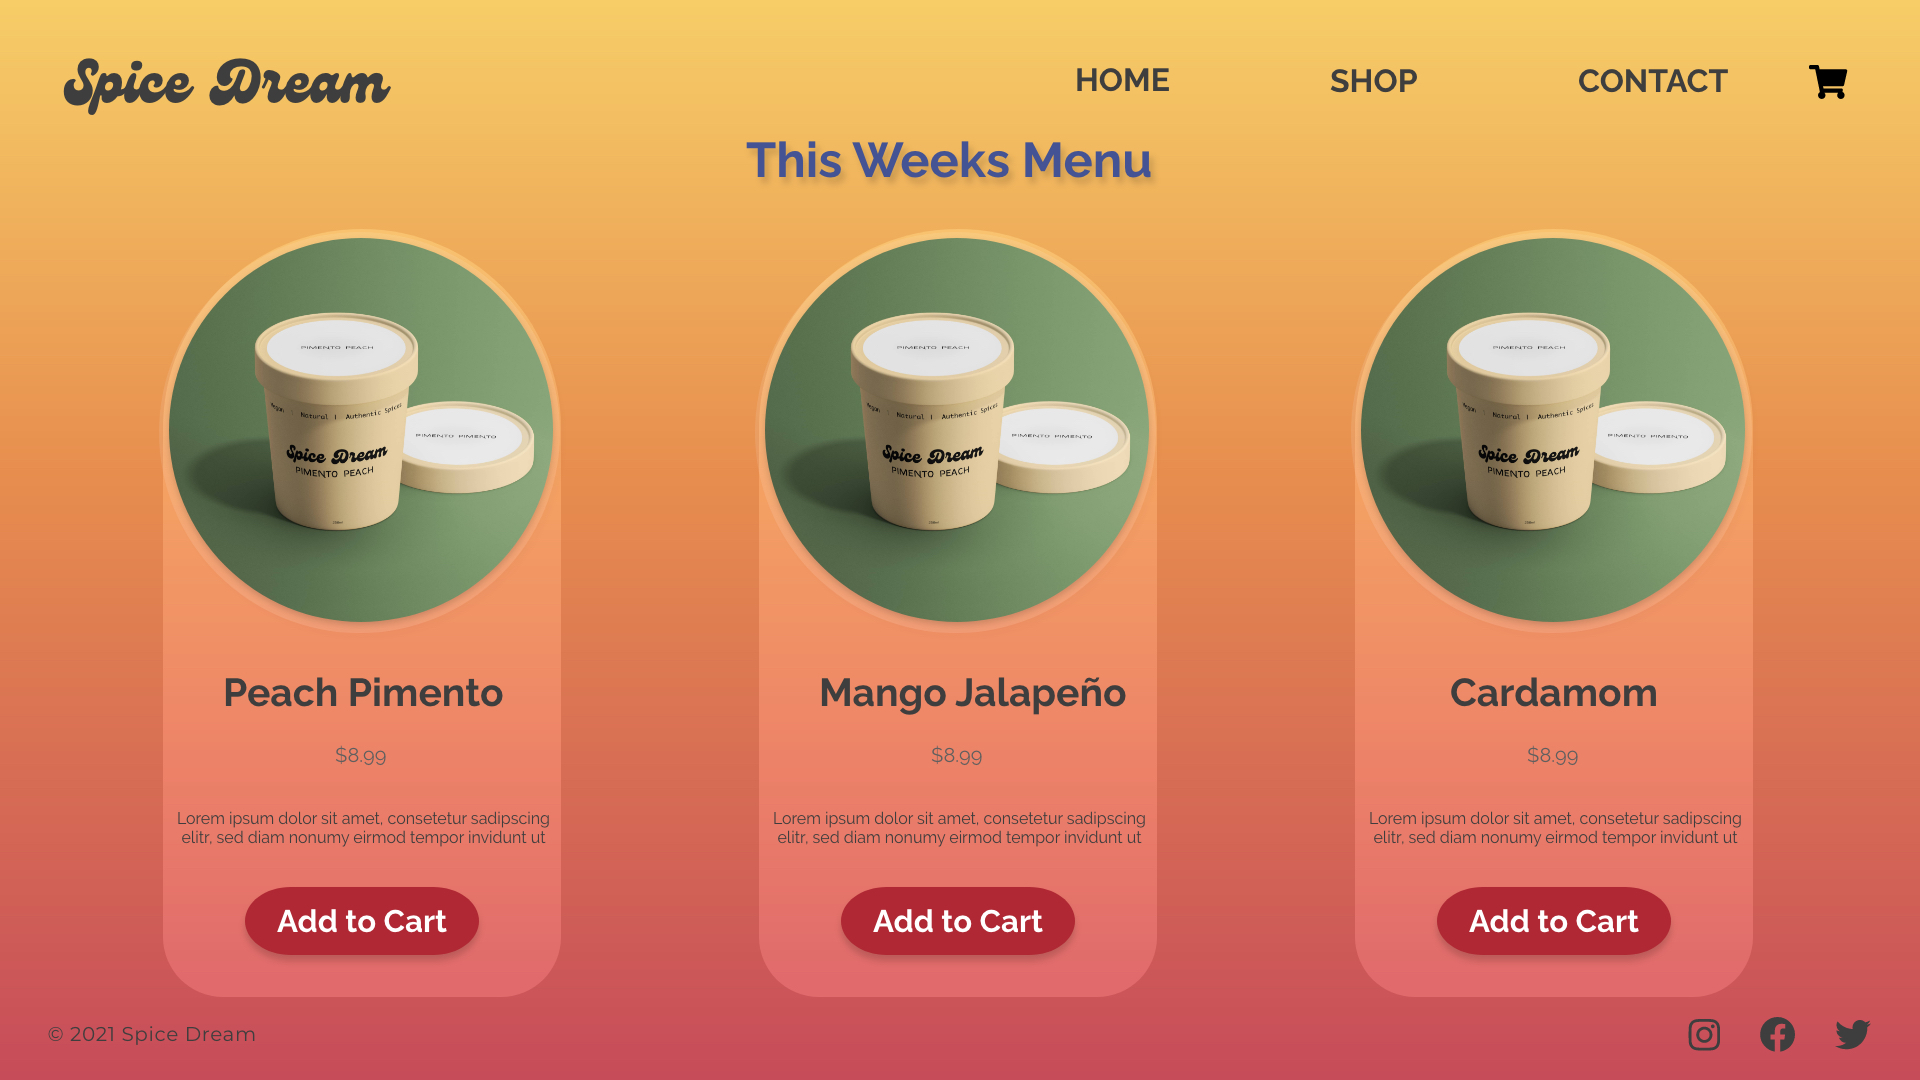 Spice Dream
HOME
SHOP
CONTACT
This Weeks Menu
PIMENTO PEACH
Vegan | Natural | Authentic Spices
PIMENTO PIMENTO
Spice Dream
PIMENTO PEACH
PIMENTO PEACH
Vegan | Natural | Authentic Spices
PIMENTO PIMENTO
Spice Dream
PIMENTO PEACH
PIMENTO PEACH
Vegan | Natural | Authentic Spices
PIMENTO PIMENTO
Spice Dream
PIMENTO PEACH
Peach Pimento
$8.99
Lorem ipsum dolor sit amet, consetetur sadipscing
elitr, sed diam nonumy eirmod tempor invidunt ut
Add to Cart
Mango Jalapeño
$8.99
Lorem ipsum dolor sit amet, consetetur sadipscing
elitr, sed diam nonumy eirmod tempor invidunt ut
Add to Cart
Cardamom
$8.99
Lorem ipsum dolor sit amet, consetetur sadipscing
elitr, sed diam nonumy eirmod tempor invidunt ut
Add to Cart
© 2021 Spice Dream